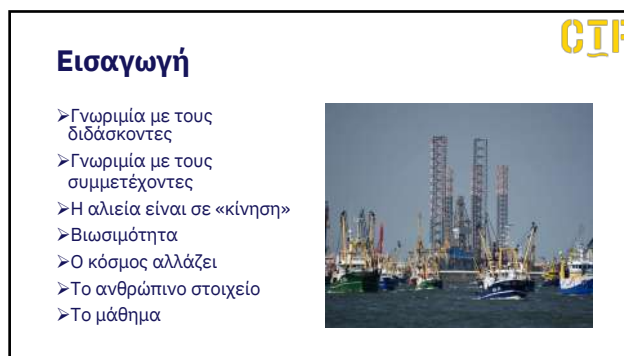 Εισαγωγή
➢Γνωριμία με τους
διδάσκοντες
➢Γνωριμία με τους
συμμετέχοντες
➢Η αλιεία είναι σε «κίνηση»
➢Βιωσιμότητα
➢Ο κόσμος αλλάζει
➢Το ανθρώπινο στοιχείο
➢Το μάθημα